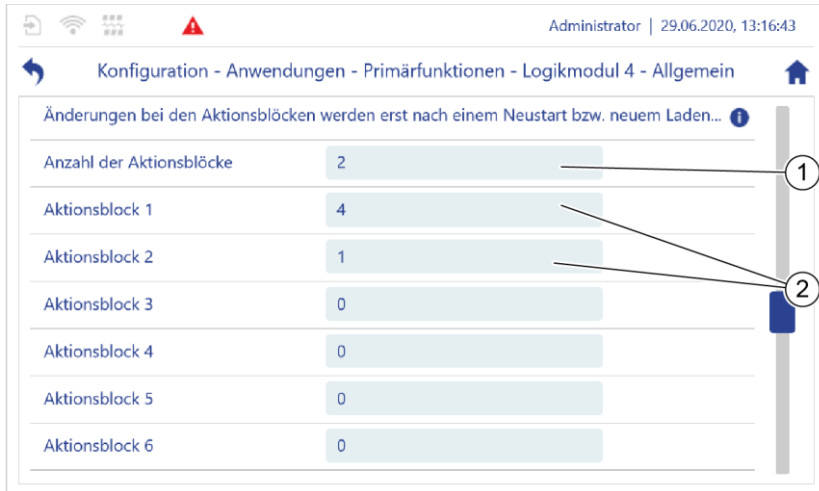 Administrator | 29.06.2020, 13:16:43
Konfiguration - Anwendungen - Primärfunktionen - Logikmodul 4 - Allgemein
Änderungen bei den Aktionsblöcken werden erst nach einem Neustart bzw. neuem Laden...
Anzahl der Aktionsblöcke 2
1
Aktionsblock 1 4
Aktionsblock 2 1
2
Aktionsblock 3 0
Aktionsblock 4 0
Aktionsblock 5 0
Aktionsblock 6 0